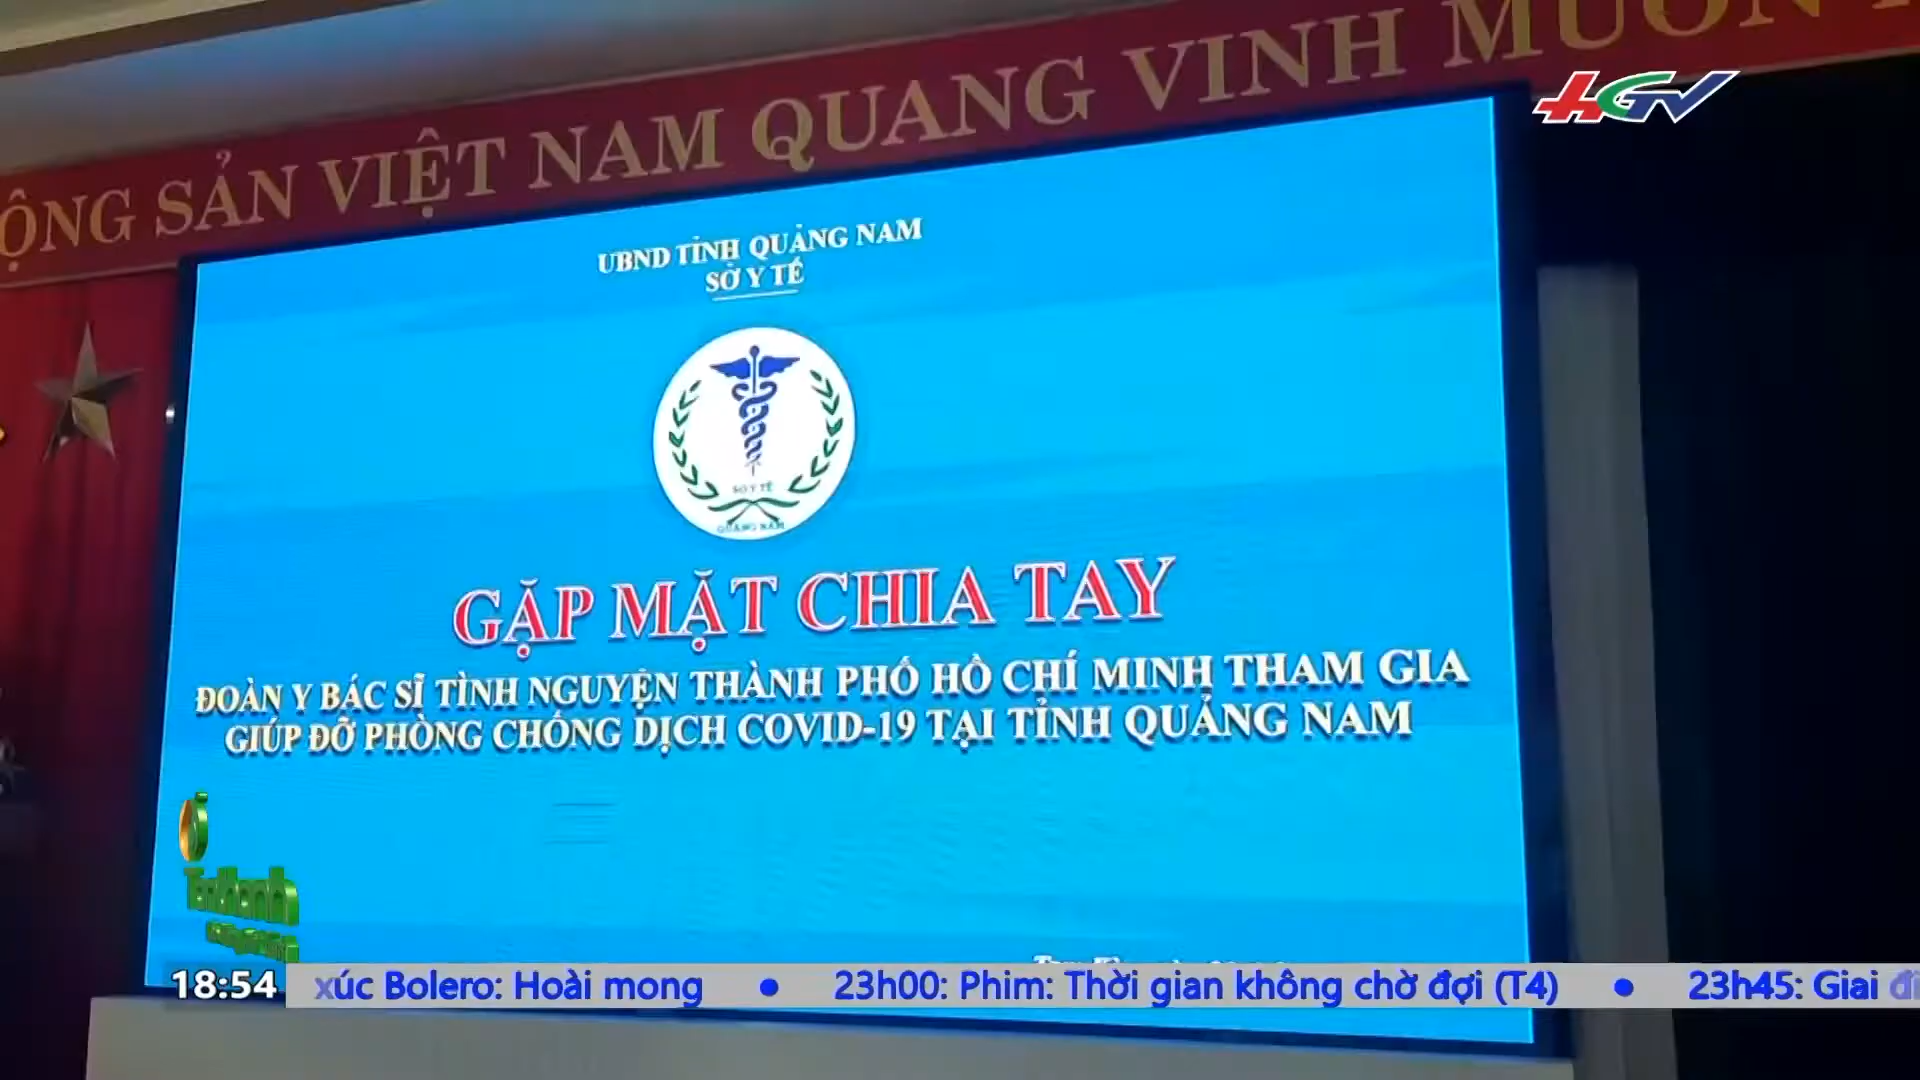 ỘNG SẢN VIỆT NAM QUANG VINH MUÔN
HGV
UBND TỈNH QUẢNG NAM
SỞ Y TẾ
SỞ Y TẾ
QUẢNG NAM
GẶP MẶT CHIA TAY
ĐOÀN Y BÁC SĨ TÌNH NGUYỆN THÀNH PHỐ HỒ CHÍ MINH THAM GIA
GIÚP ĐỠ PHÒNG CHỐNG DỊCH COVID-19 TẠI TỈNH QUẢNG NAM
18:54 xúc Bolero: Hoài mong • 23h00: Phim: Thời gian không chờ đợi (T4) • 23h45: Giai